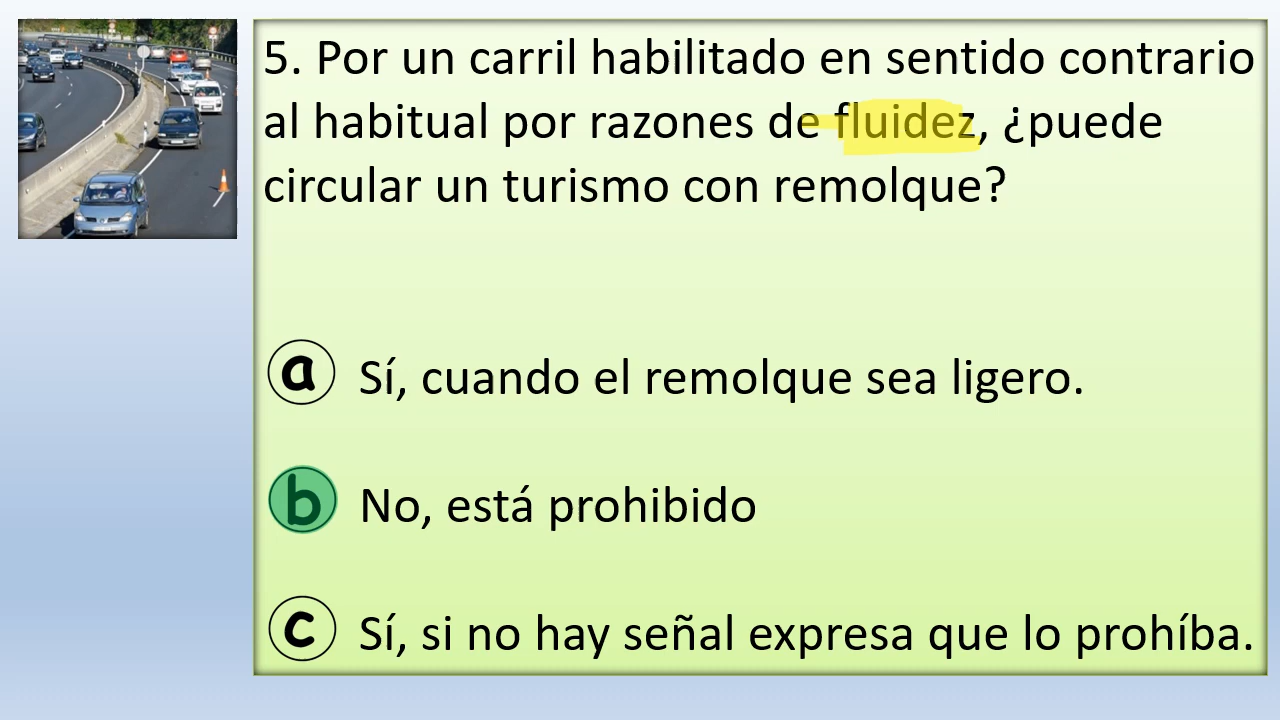 5. Por un carril habilitado en sentido contrario
al habitual por razones de fluidez, ¿puede
circular un turismo con remolque?
a Sí, cuando el remolque sea ligero.
b No, está prohibido
c Sí, si no hay señal expresa que lo prohíba.